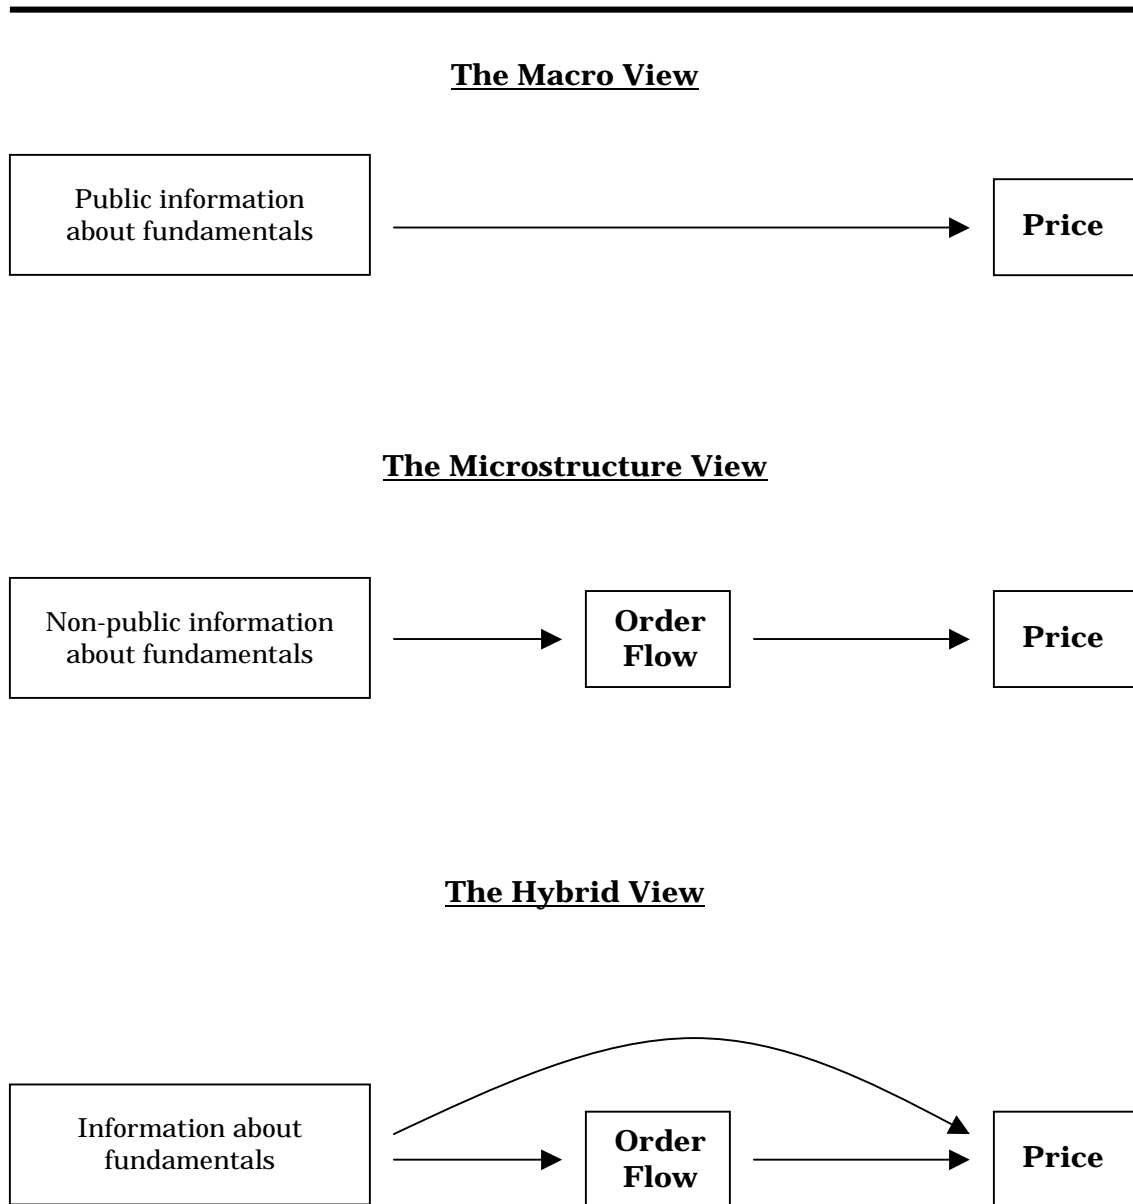 The Macro View
Public information
about fundamentals
Price
The Microstructure View
Non-public information
about fundamentals
Order
Flow
Price
The Hybrid View
Information about
fundamentals
Order
Flow
Price